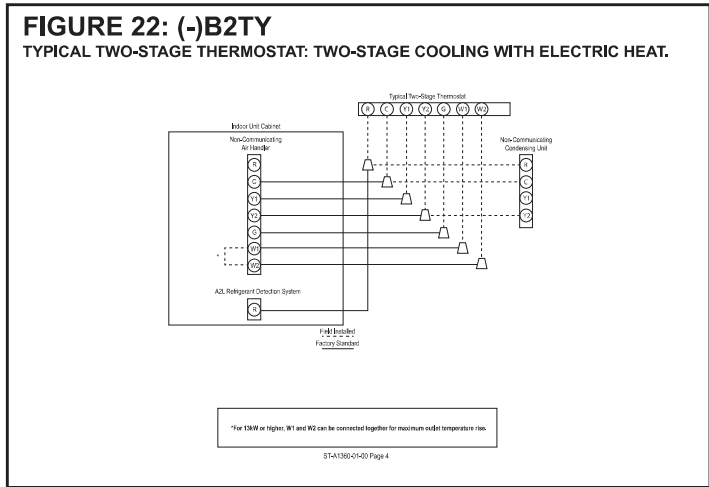 FIGURE 22: (-)B2TY
TYPICAL TWO-STAGE THERMOSTAT: TWO-STAGE COOLING WITH ELECTRIC HEAT.
Typical Two-Stage Thermostat
R C Y1 Y2 G W1 W2
Indoor Unit Cabinet
Non-Communicating
Air Handler
R
C
Y1
Y2
G
W1
W2
*
Non-Communicating
Condensing Unit
R
C
Y1
Y2
A2L Refrigerant Detection System
R
Field Installed
Factory Standard
*For 13kW or higher, W1 and W2 can be connected together for maximum outlet temperature rise.
ST-A1360-01-00 Page 4